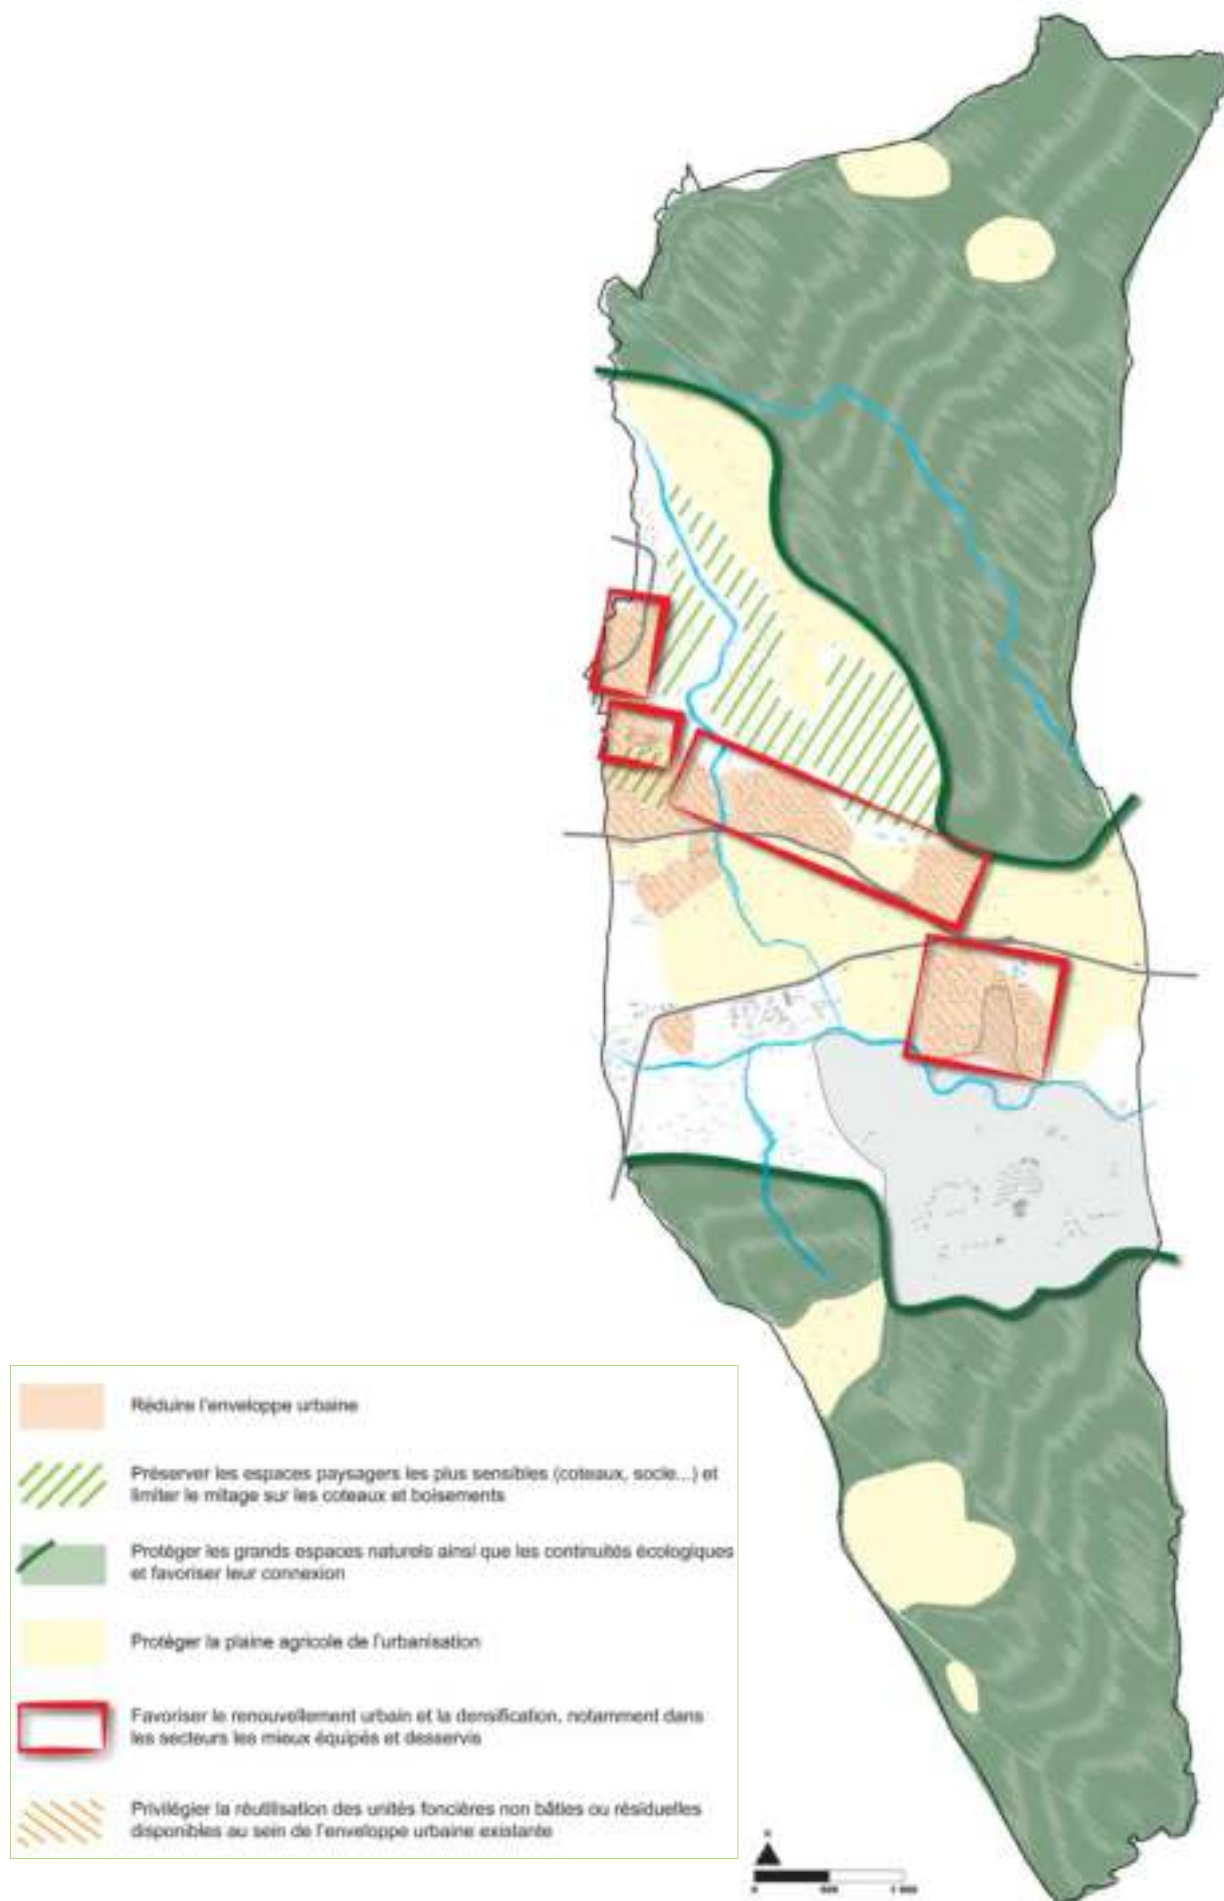 Réduire l'enveloppe urbaine
Préserver les espaces paysagers les plus sensibles (coteaux, socle...) et
limiter le mitage sur les coteaux et boisements
Protéger les grands espaces naturels ainsi que les continuités écologiques
et favoriser leur connexion
Protéger la plaine agricole de l'urbanisation
Favoriser le renouvellement urbain et la densification, notamment dans
les secteurs les mieux équipés et desservis
Privilégier la réutilisation des unités foncières non bâties ou résiduelles
disponibles au sein de l'enveloppe urbaine existante
0